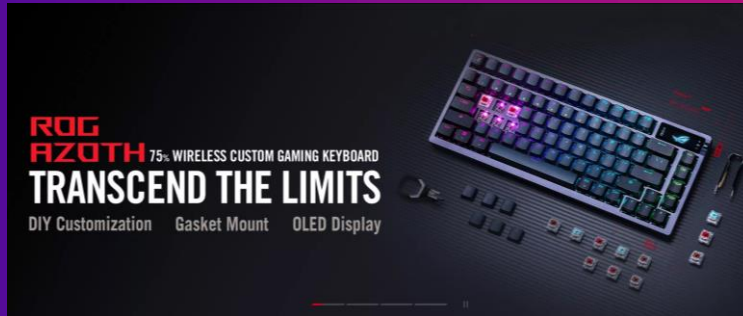 ROG
AZOTH 75% WIRELESS CUSTOM GAMING KEYBOARD
TRANSCEND THE LIMITS
DIY Customization Gasket Mount OLED Display